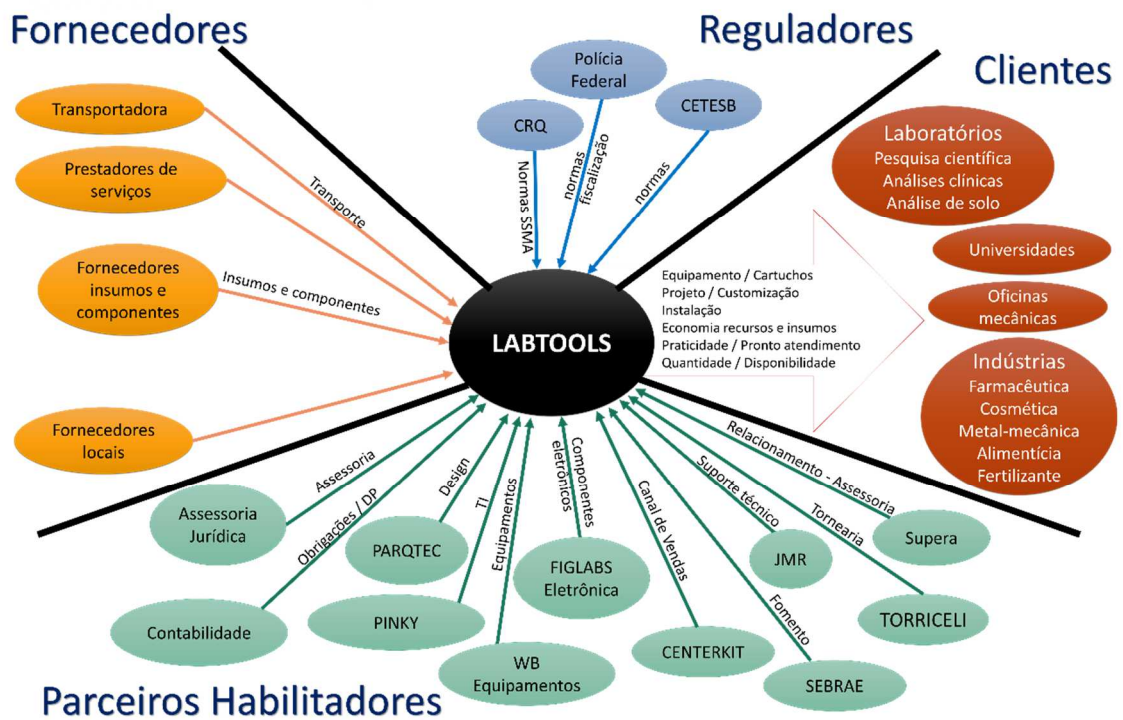 Fornecedores
Reguladores
Clientes
Transportadora
Prestadores de
serviços
Fornecedores
insumos e
componentes
Fornecedores
locais
Transporte
Insumos e componentes
CRQ
Polícia
Federal
CETESB
Normas SSMA
normas
fiscalização
normas
LABTOOLS
Equipamento / Cartuchos
Projeto / Customização
Instalação
Economia recursos e insumos
Praticidade / Pronto atendimento
Quantidade / Disponibilidade
Laboratórios
Pesquisa científica
Análises clínicas
Análise de solo
Universidades
Oficinas
mecânicas
Indústrias
Farmacêutica
Cosmética
Metal-mecânica
Alimentícia
Fertilizante
Assessoria
Obrigações / DP
Design
TI
Equipamentos
Componentes
eletrônicos
Canal de Vendas
Fomento
Suporte técnico
Tornearia
Relacionamento - Assessoria
Assessoria
Jurídica
Contabilidade
PARQTEC
PINKY
WB
Equipamentos
FIGLABS
Eletrônica
CENTERKIT
SEBRAE
JMR
TORRICELI
Supera
Parceiros Habilitadores